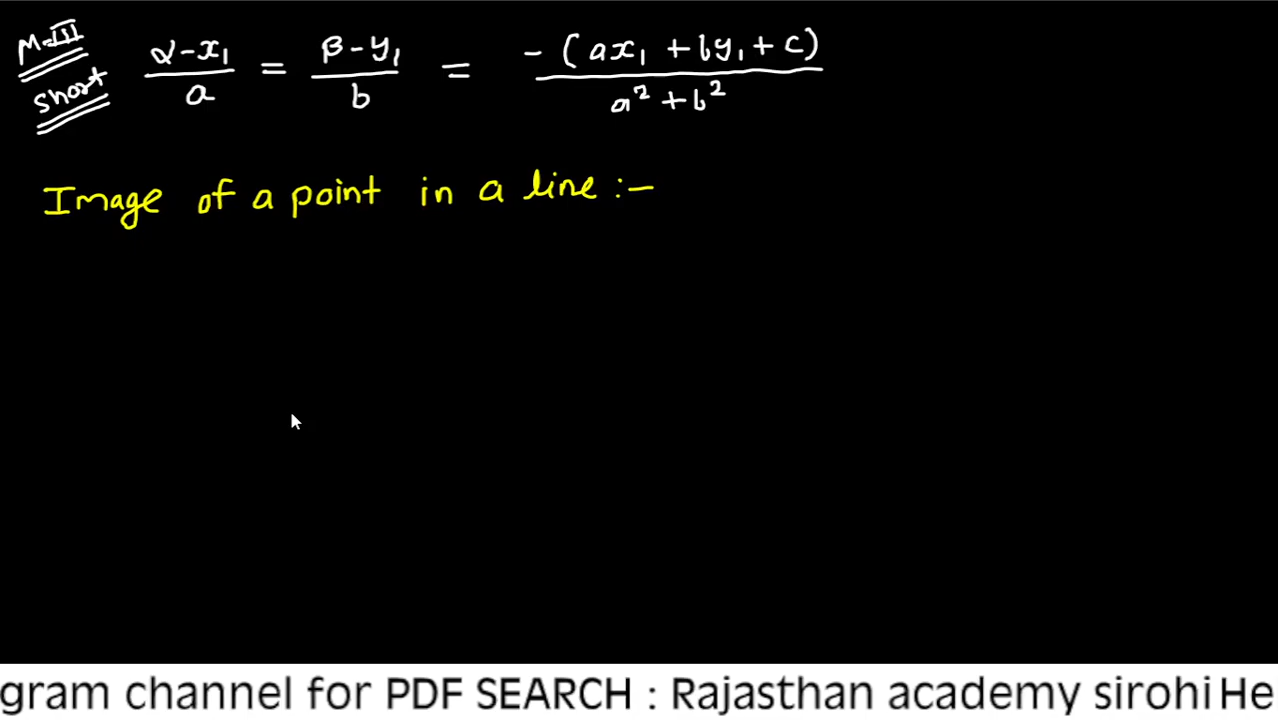 M-III
Short
α-x₁/a = β-y₁/b = -(ax₁+by₁+c)/a²+b²
Image of a point in a line :-
gram channel for PDF SEARCH : Rajasthan academy sirohi He